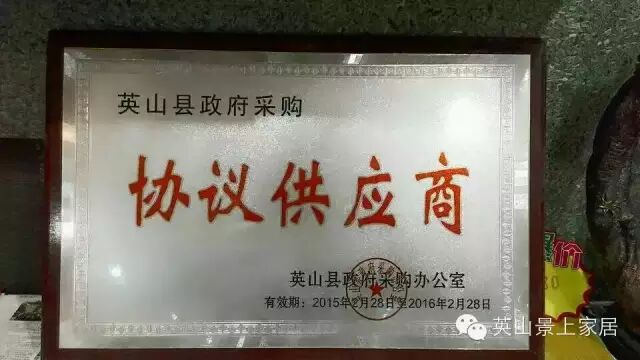 英山县政府采购
协议供应商
英山县政府采购办公室
有效期：2015年2月28日至2016年2月28日
价
80
英山景上家居